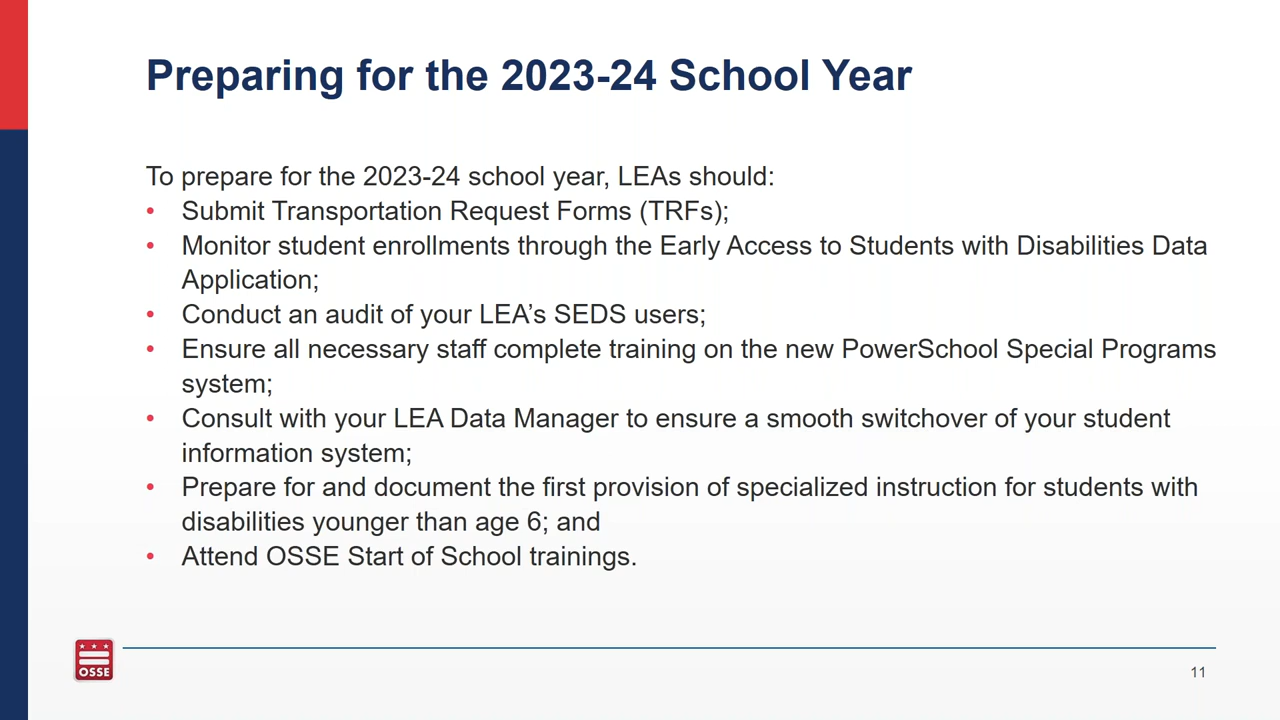 Preparing for the 2023-24 School Year
To prepare for the 2023-24 school year, LEAs should:
• Submit Transportation Request Forms (TRFs);
• Monitor student enrollments through the Early Access to Students with Disabilities Data
Application;
• Conduct an audit of your LEA’s SEDS users;
• Ensure all necessary staff complete training on the new PowerSchool Special Programs
system;
• Consult with your LEA Data Manager to ensure a smooth switchover of your student
information system;
• Prepare for and document the first provision of specialized instruction for students with
disabilities younger than age 6; and
• Attend OSSE Start of School trainings.
OSSE
11